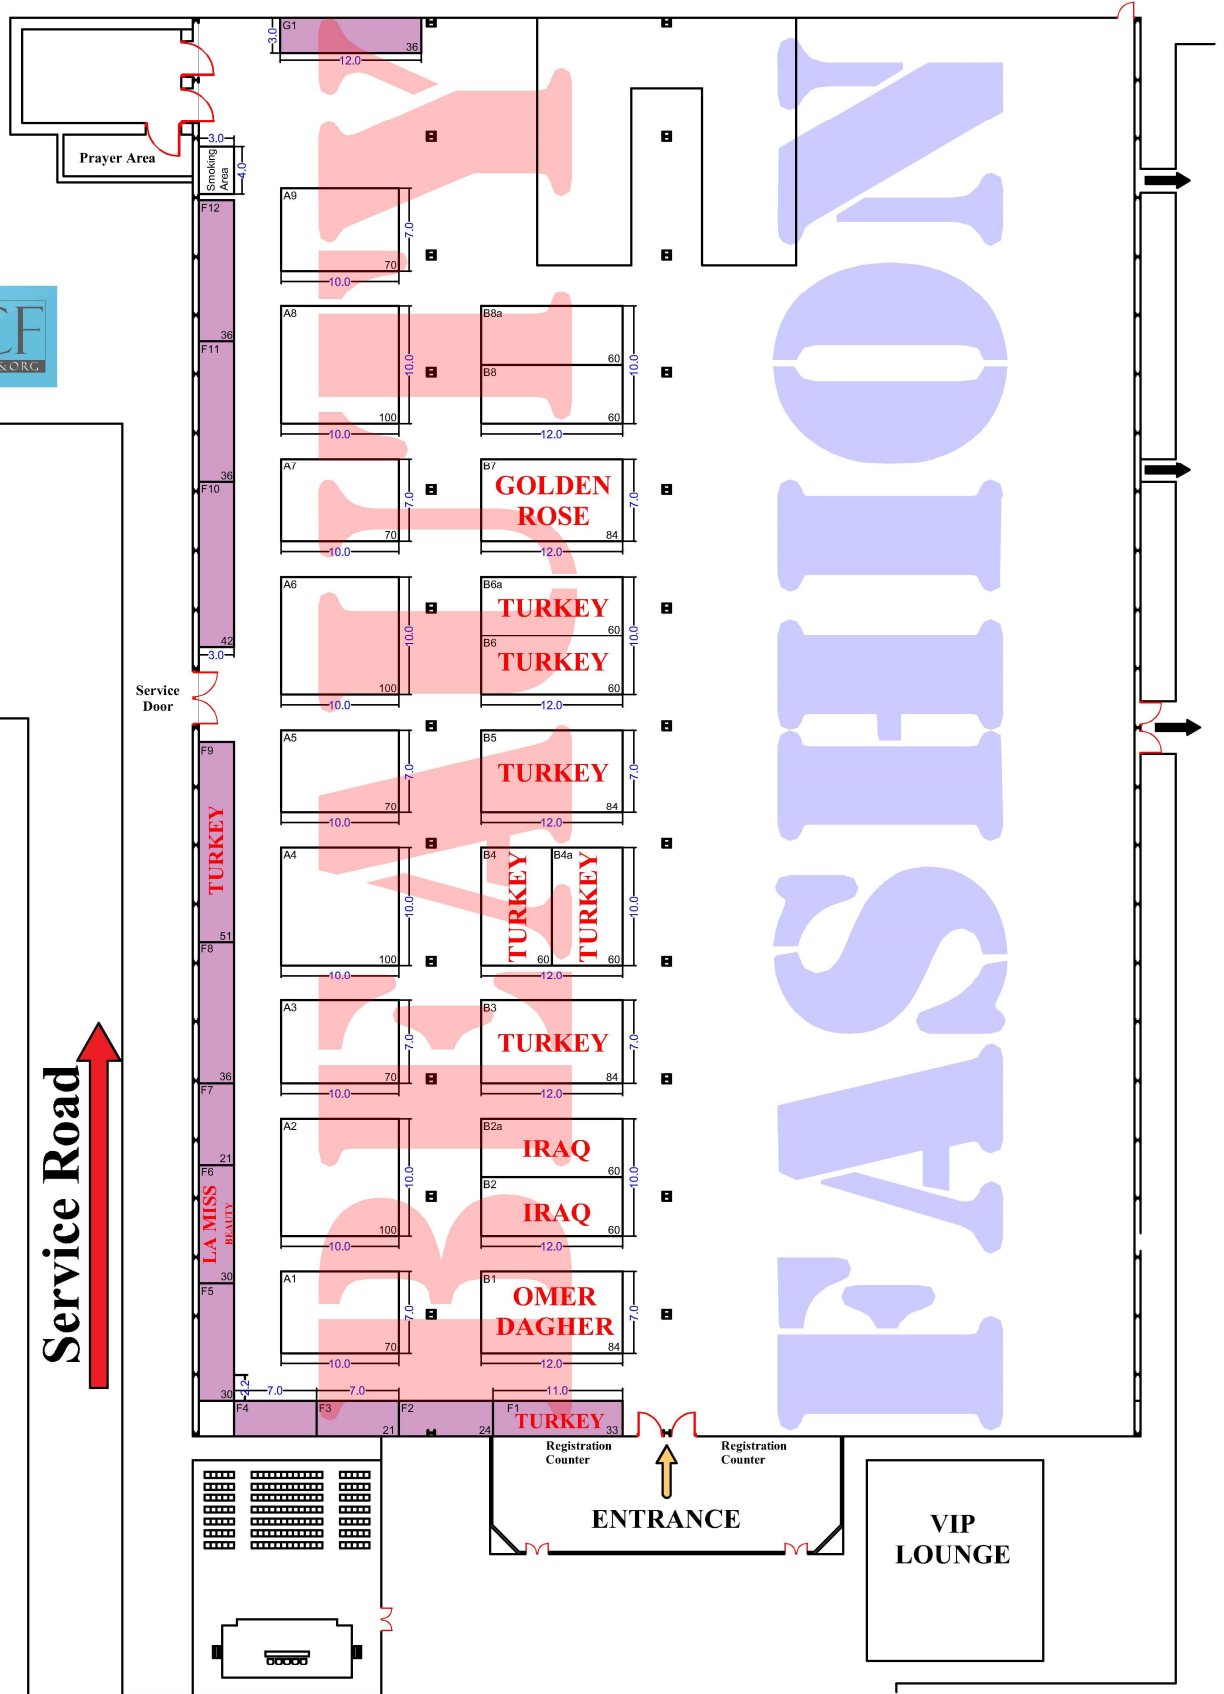 G1
36
3.0
12.0
Prayer Area
3.0
Smoking
Area
4.0
F12
36
A9
70
7.0
10.0
CF
& ORG
F11
36
A8
100
10.0
10.0
B8a
60
B8
60
10.0
12.0
F10
42
3.0
A7
70
7.0
10.0
B7
GOLDEN
ROSE
84
7.0
12.0
A6
100
10.0
10.0
B6a
TURKEY
60
B6
TURKEY
60
10.0
12.0
Service
Door
A5
70
7.0
10.0
B5
TURKEY
84
7.0
12.0
F9
TURKEY
51
A4
100
10.0
10.0
B4
TURKEY
60
B4a
TURKEY
60
10.0
12.0
F8
36
A3
70
7.0
10.0
B3
TURKEY
84
7.0
12.0
F7
21
A2
100
10.0
10.0
B2a
IRAQ
60
B2
IRAQ
60
10.0
12.0
F6
LA MISS
BEAUTY
30
F5
30
A1
70
7.0
10.0
B1
OMER
DAGHER
84
7.0
12.0
2.2
7.0
7.0
11.0
F4
F3
21
F2
24
F1
TURKEY
33
BEAUTY
FASHION
Service Road
Registration
Counter
Registration
Counter
ENTRANCE
VIP
LOUNGE